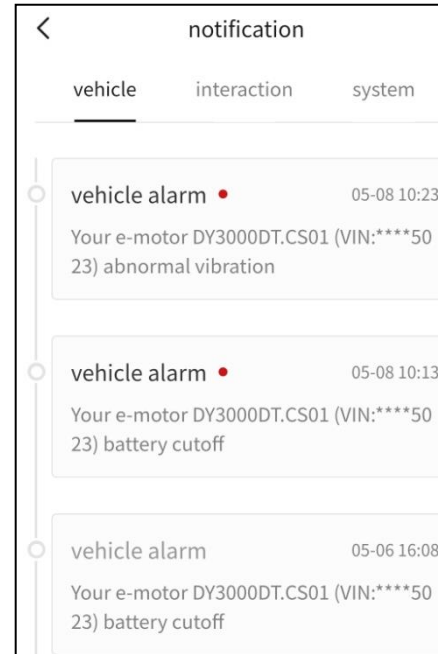 notification
vehicle interaction system
vehicle alarm 05-08 10:23
Your e-motor DY3000DT.CS01 (VIN:****50
23) abnormal vibration
vehicle alarm 05-08 10:13
Your e-motor DY3000DT.CS01 (VIN:****50
23) battery cutoff
vehicle alarm 05-06 16:08
Your e-motor DY3000DT.CS01 (VIN:****50
23) battery cutoff